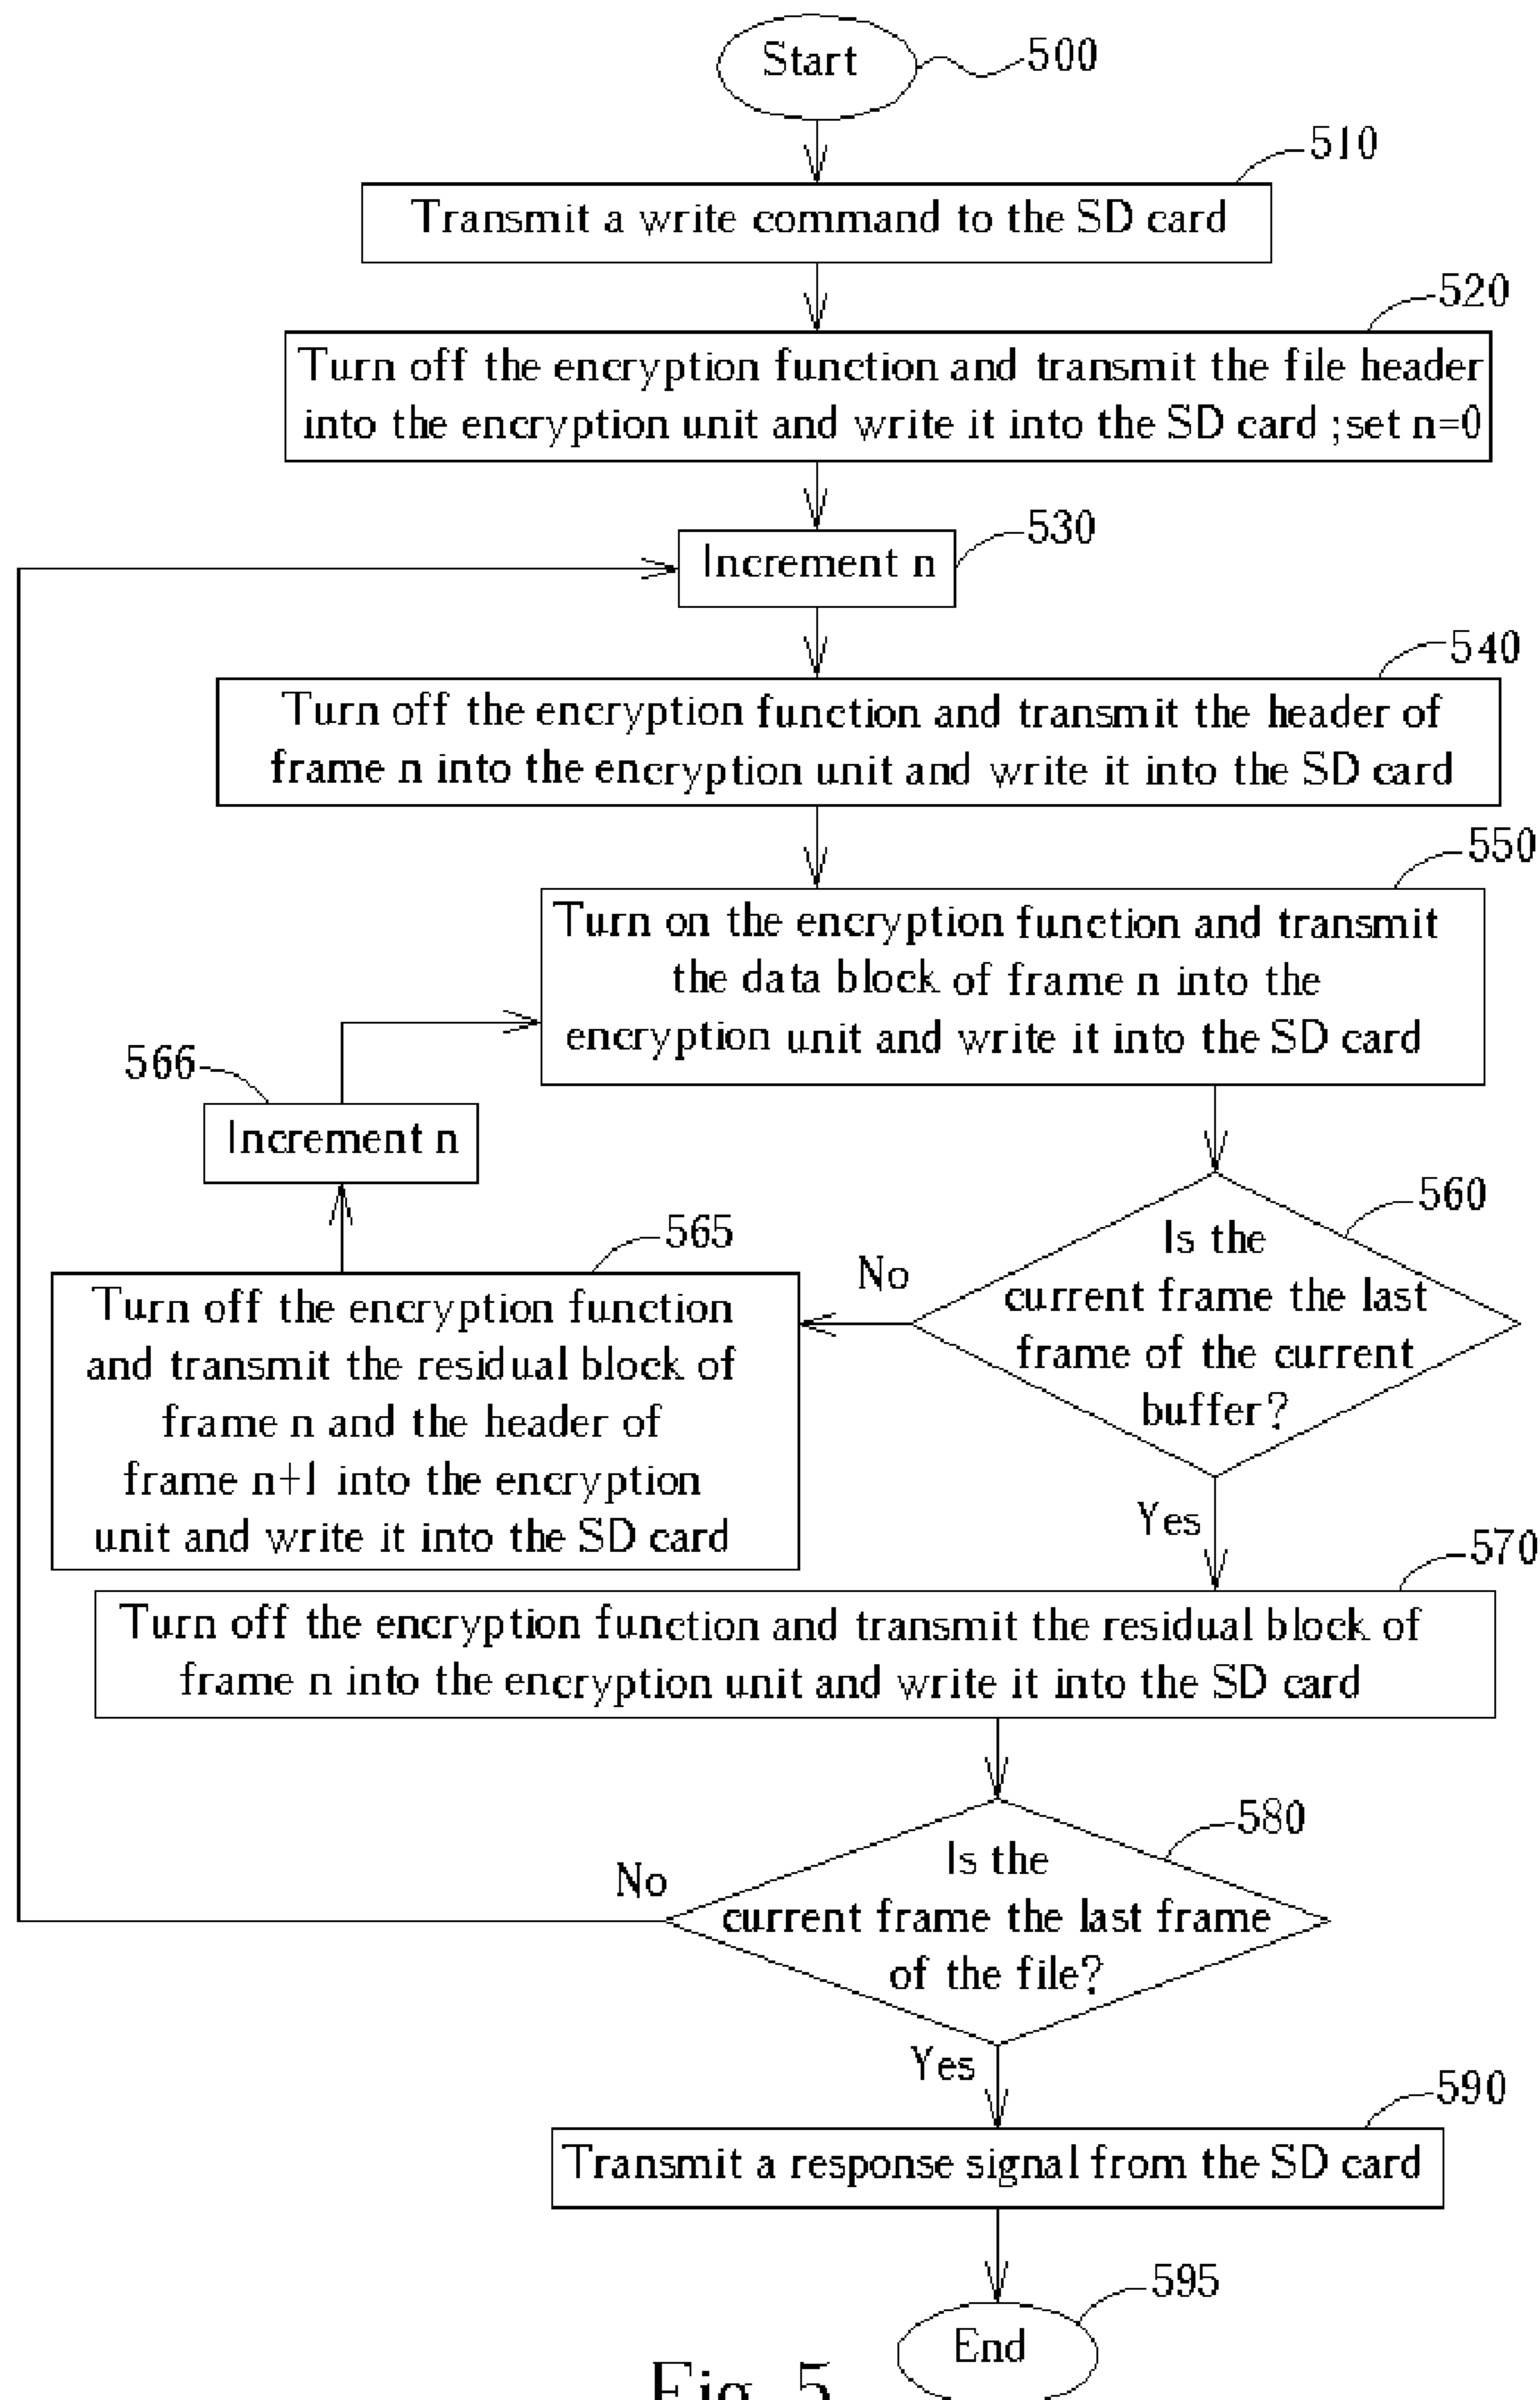 Start
500
510
Transmit a write command to the SD card
520
Turn off the encryption function and transmit the file header
into the encryption unit and write it into the SD card ;set n=0
530
Increment n
540
Turn off the encryption function and transmit the header of
frame n into the encryption unit and write it into the SD card
550
Turn on the encryption function and transmit
the data block of frame n into the
encryption unit and write it into the SD card
566
Increment n
560
Is the
current frame the last
frame of the current
buffer?
No
565
Turn off the encryption function
and transmit the residual block of
frame n and the header of
frame n+1 into the encryption
unit and write it into the SD card
Yes
570
Turn off the encryption function and transmit the residual block of
frame n into the encryption unit and write it into the SD card
580
Is the
current frame the last frame
of the file?
No
Yes
590
Transmit a response signal from the SD card
595
End
Fig. 5